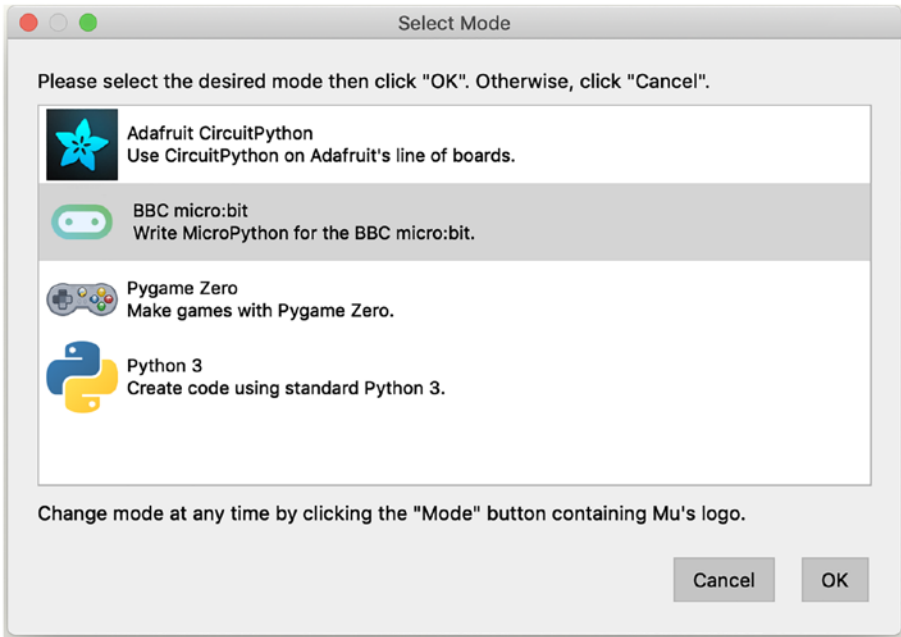 Select Mode
Please select the desired mode then click "OK". Otherwise, click "Cancel".
Adafruit CircuitPython
Use CircuitPython on Adafruit's line of boards.
BBC micro:bit
Write MicroPython for the BBC micro:bit.
Pygame Zero
Make games with Pygame Zero.
Python 3
Create code using standard Python 3.
Change mode at any time by clicking the "Mode" button containing Mu's logo.
Cancel OK